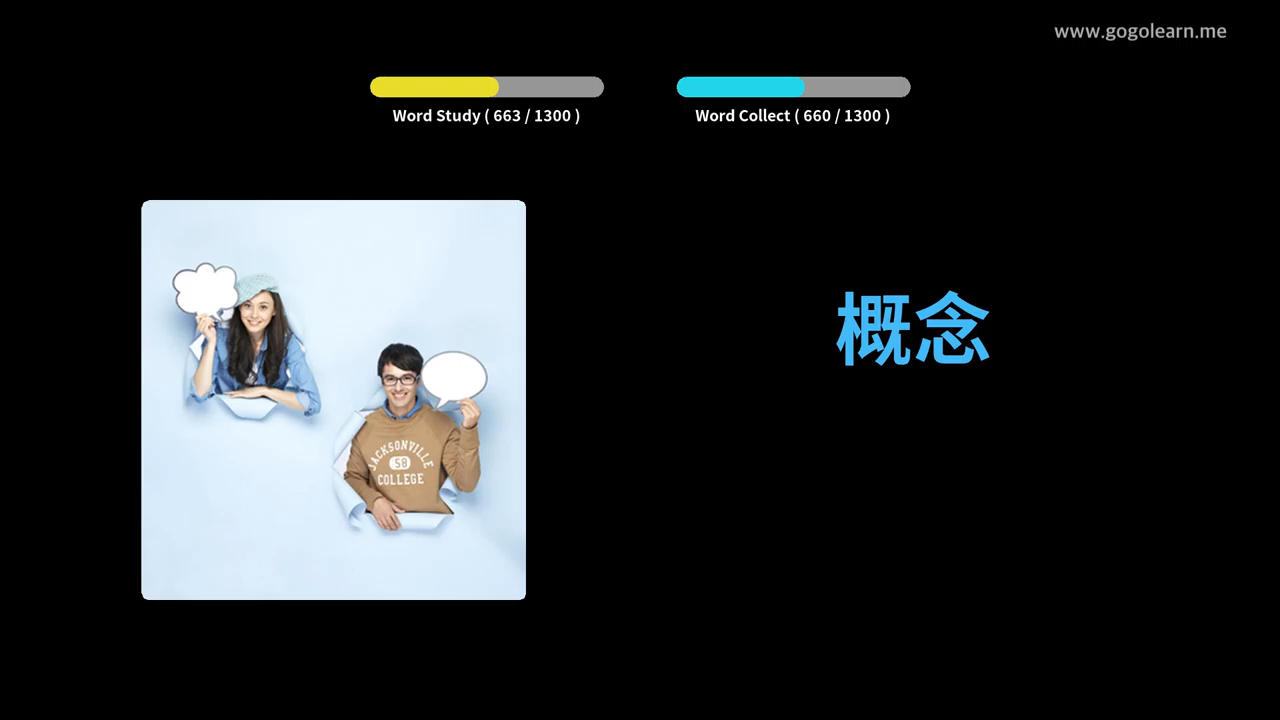 www.gogolearn.me
Word Study ( 663 / 1300 )
Word Collect ( 660 / 1300 )
概念
JACKSONVILLE
58
COLLEGE